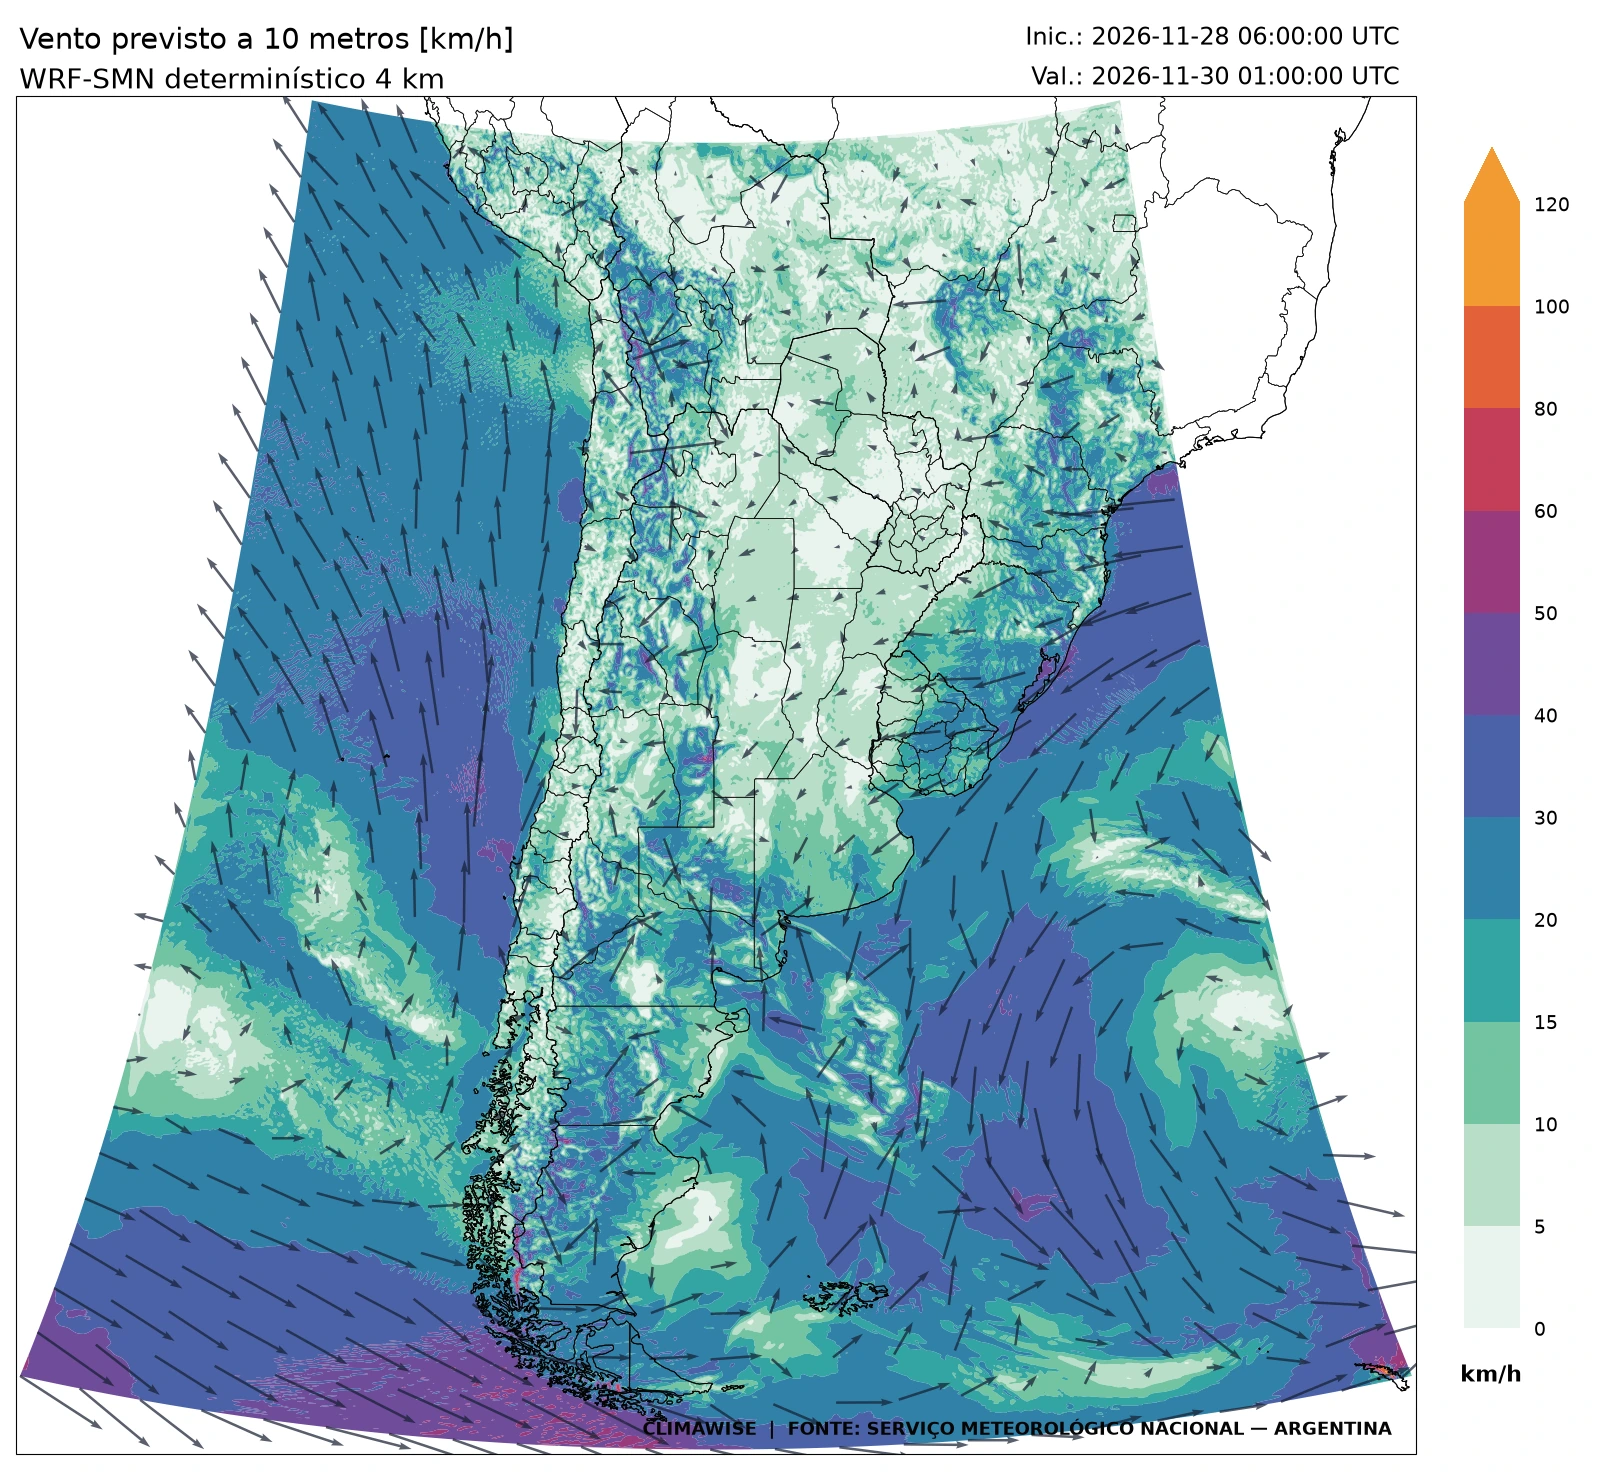 Vento previsto a 10 metros [km/h]
WRF-SMN determinístico 4 km
Inic.: 2026-11-28 06:00:00 UTC
Val.: 2026-11-30 01:00:00 UTC
120
100
80
60
50
40
30
20
15
10
5
0
km/h
CLIMAWISE | FONTE: SERVIÇO METEOROLÓGICO NACIONAL — ARGENTINA